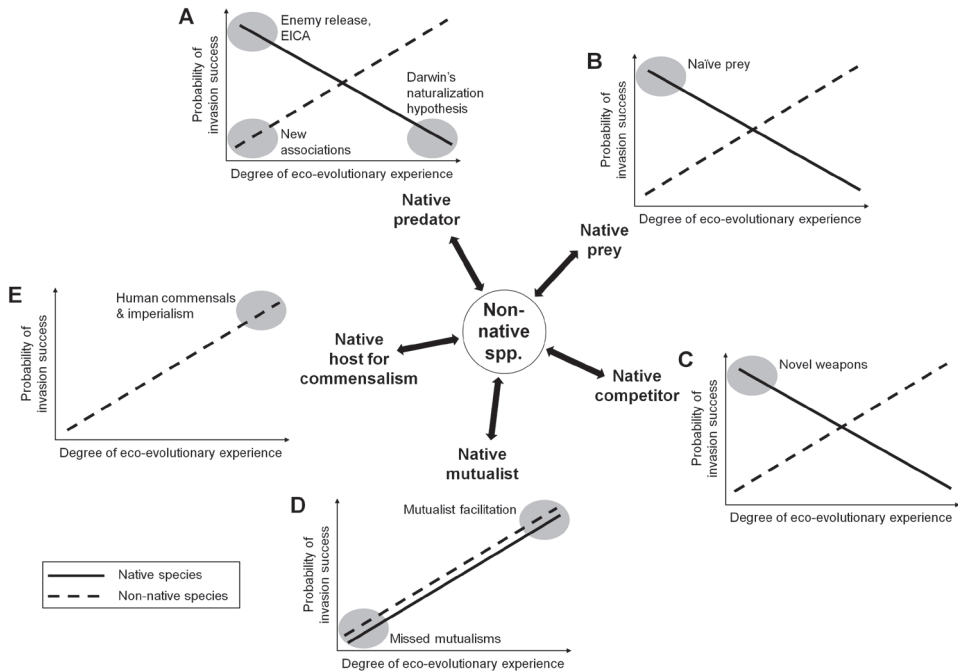 A
Probability of
invasion success
Enemy release,
EICA
Darwin's
naturalization
hypothesis
New
associations
Degree of eco-evolutionary experience
B
Probability of
invasion success
Naïve prey
Degree of eco-evolutionary experience
Native
predator
Native
prey
E
Probability of
invasion success
Human commensals
& imperialism
Degree of eco-evolutionary experience
Native
host for
commensalism
Non-
native
spp.
Native
competitor
Native
mutualist
C
Probability of
invasion success
Novel weapons
Degree of eco-evolutionary experience
D
Probability of
invasion success
Mutualist facilitation
Missed mutualisms
Degree of eco-evolutionary experience
Native species
Non-native species